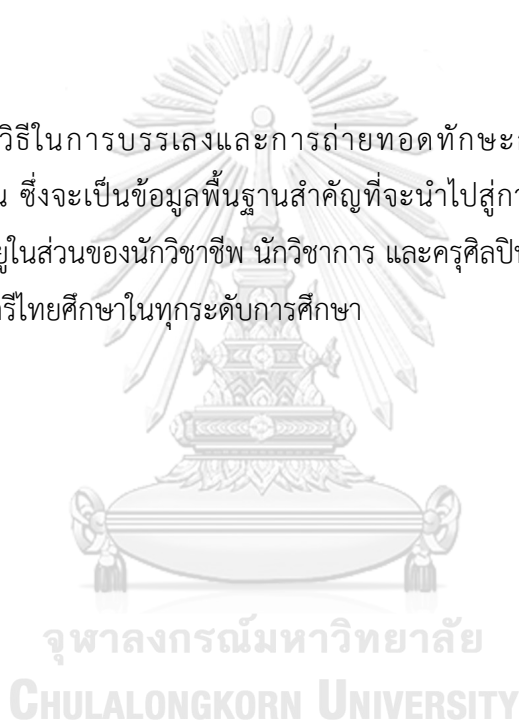 วิธีในการบรรเลงและการถ่ายทอดทักษะ
ซึ่งจะเป็นข้อมูลพื้นฐานสำคัญที่จะนำไปสู่
ในส่วนของนักวิชาชีพ นักวิชาการ และครุศิลปิ
รีไทยศึกษาในทุกระดับการศึกษา
จุฬาลงกรณ์มหาวิทยาลัย
CHULALONGKORN UNIVERSITY